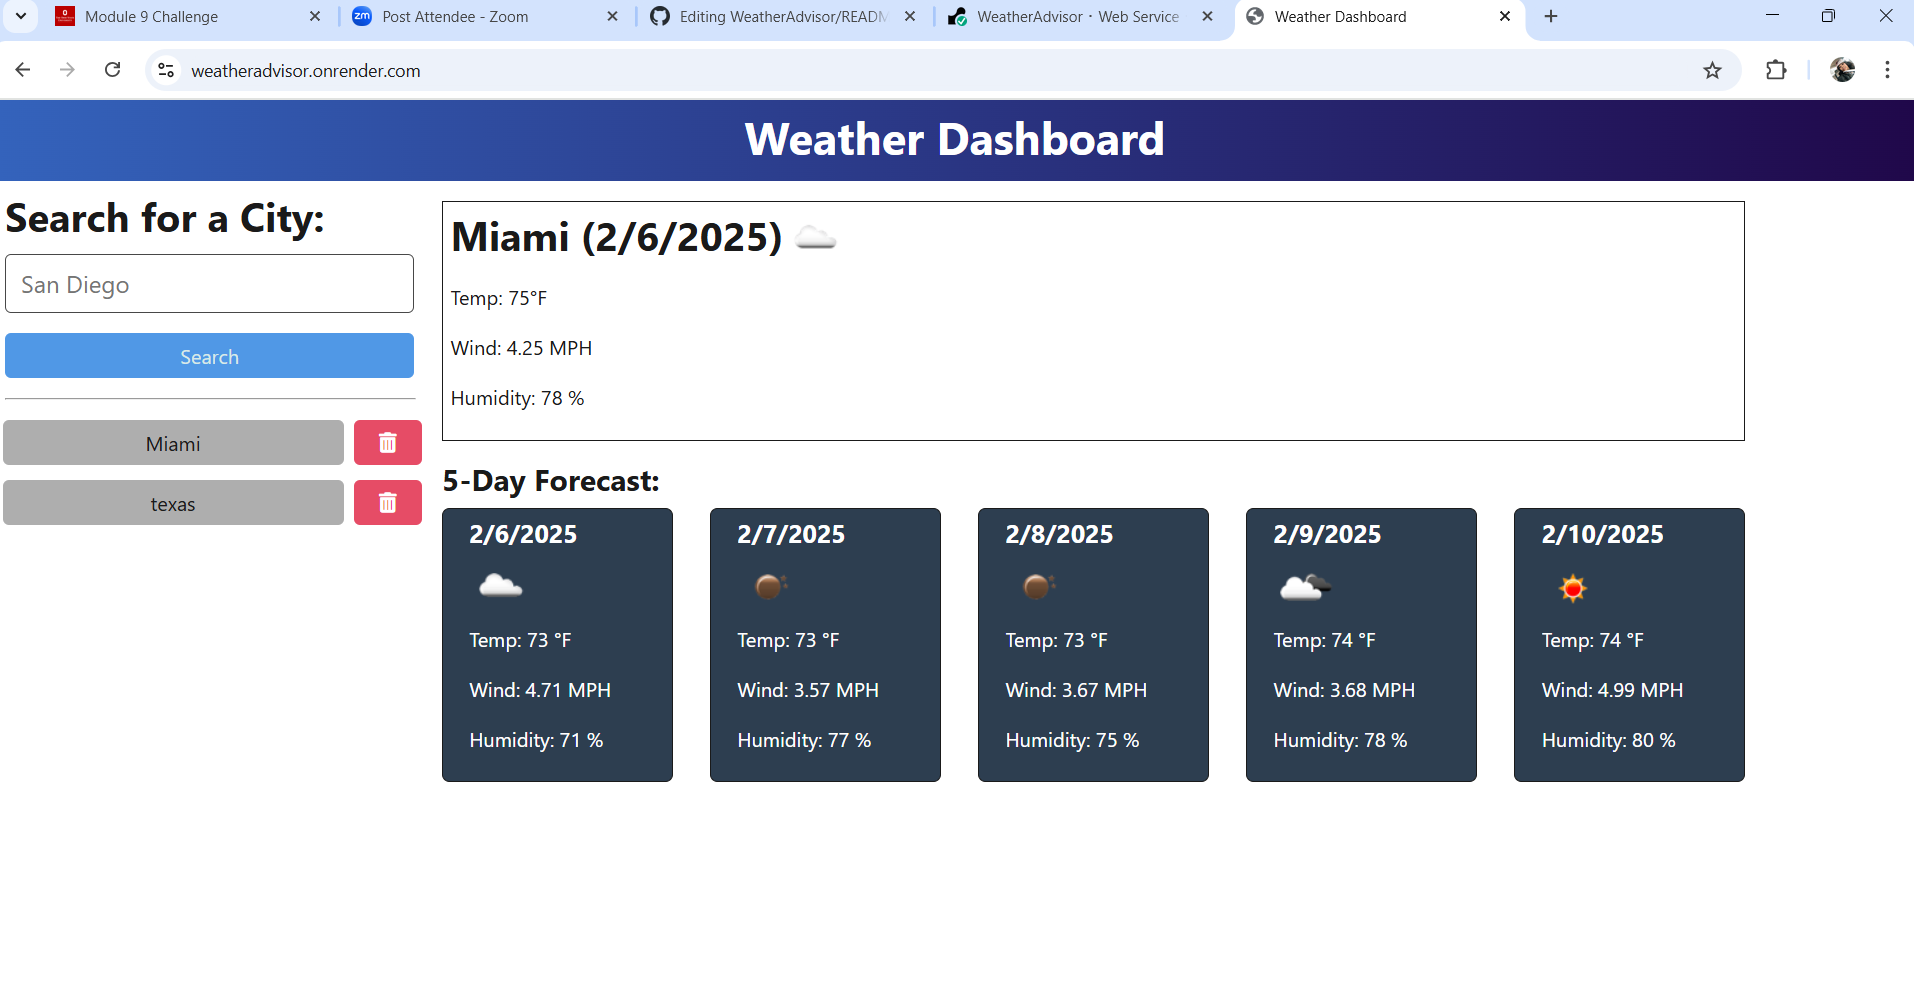 Module 9 Challenge
zm Post Attendee - Zoom
Editing WeatherAdvisor/READM
WeatherAdvisor · Web Service
Weather Dashboard
weatheradvisor.onrender.com
Weather Dashboard
Search for a City:
San Diego
Search
Miami
texas
Miami (2/6/2025)
Temp: 75°F
Wind: 4.25 MPH
Humidity: 78 %
5-Day Forecast:
2/6/2025
Temp: 73 °F
Wind: 4.71 MPH
Humidity: 71 %
2/7/2025
Temp: 73 °F
Wind: 3.57 MPH
Humidity: 77 %
2/8/2025
Temp: 73 °F
Wind: 3.67 MPH
Humidity: 75 %
2/9/2025
Temp: 74 °F
Wind: 3.68 MPH
Humidity: 78 %
2/10/2025
Temp: 74 °F
Wind: 4.99 MPH
Humidity: 80 %